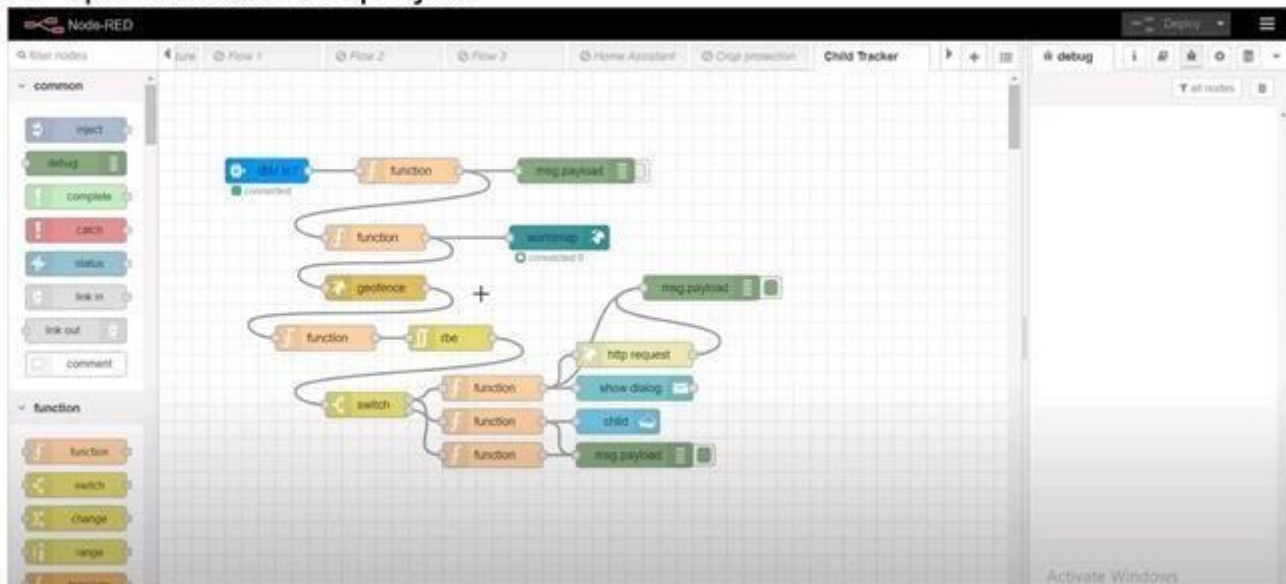 Node-RED
Deploy
filter nodes
Flow 1
Flow 2
Flow 3
Home Assistant
Crop protection
Child Tracker
debug
i
all nodes
common
inject
debug
complete
catch
status
link in
link out
comment
function
function
switch
change
range
function
msg.payload
connected
function
worldmap
connected 0
geofence
msg.payload
function
rbe
http request
function
show dialog
switch
function
child
function
msg.payload
Activate Windows